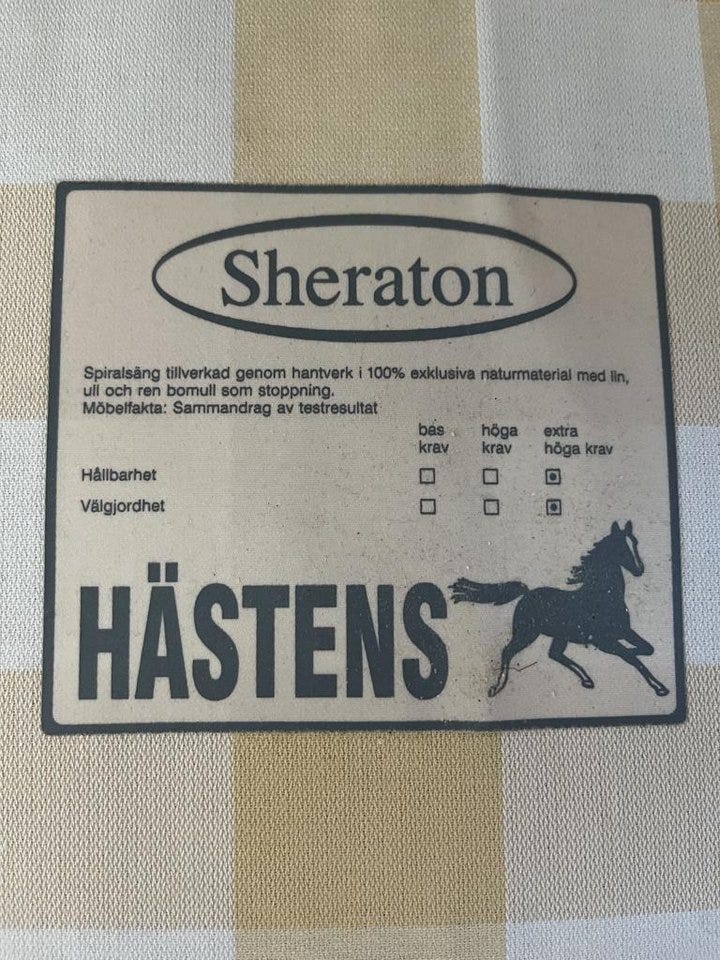 Sheraton
Spiralsäng tillverkad genom hantverk i 100% exklusiva naturmaterial med lin,
ull och ren bomull som stoppning.
Möbelfakta: Sammandrag av testresultat
bas höga extra
krav krav höga krav
Hållbarhet
Välgjordhet
HÄSTENS